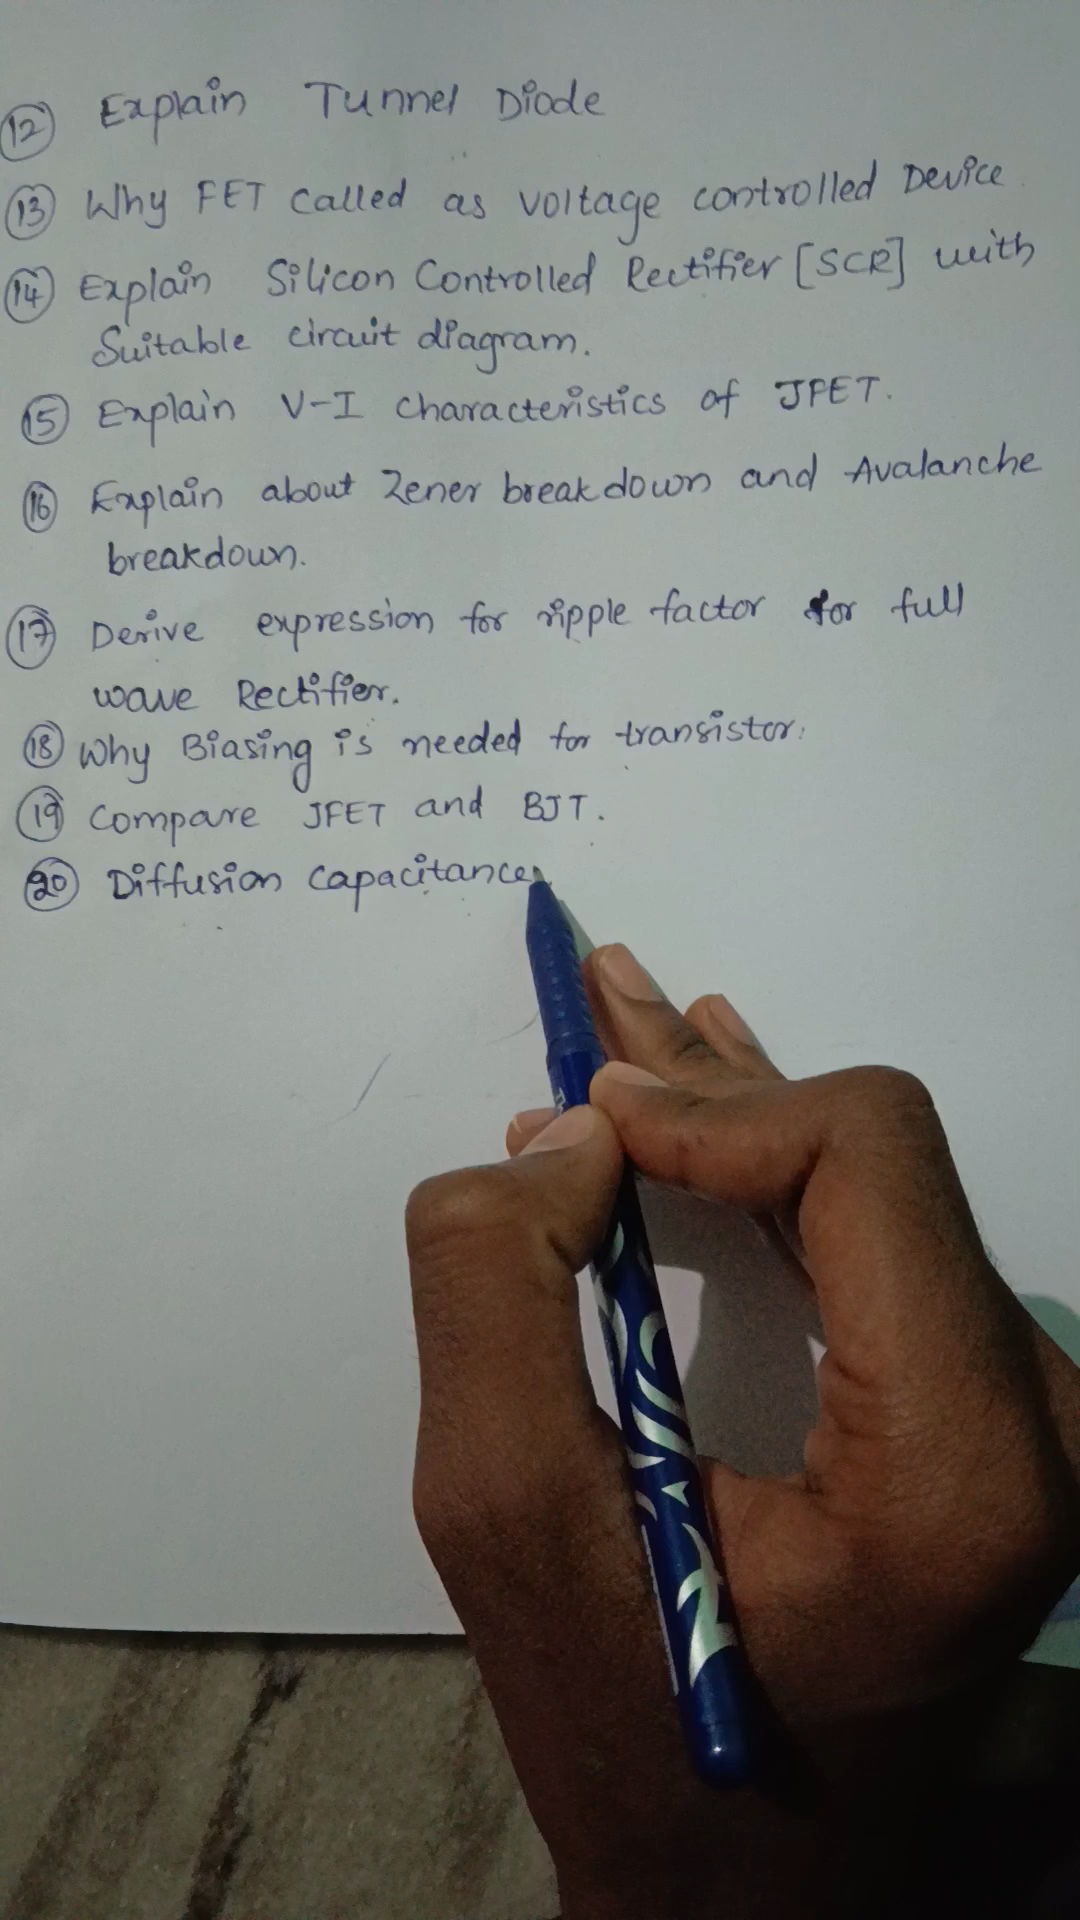 12 Explain Tunnel Diode
13 Why FET called as voltage controlled Device
14 Explain Silicon Controlled Rectifier [SCR] with
Suitable circuit diagram.
15 Explain V-I characteristics of JFET.
16 Explain about Zener breakdown and Avalanche
breakdown.
17 Derive expression for ripple factor for full
wave Rectifier.
18 Why Biasing is needed for transistor.
19 Compare JFET and BJT.
20 Diffusion capacitance